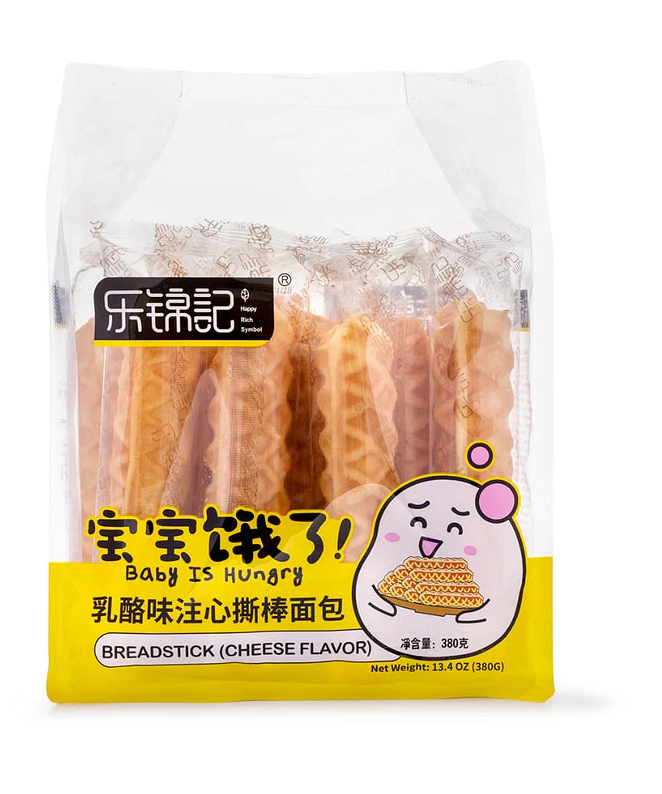 乐锦記
Happy
Rich
Symbol
®
宝宝饿了!
Baby Is Hungry
乳酪味注心撕棒面包
BREADSTICK (CHEESE FLAVOR)
凈含量: 380克
Net Weight: 13.4 OZ (380G)